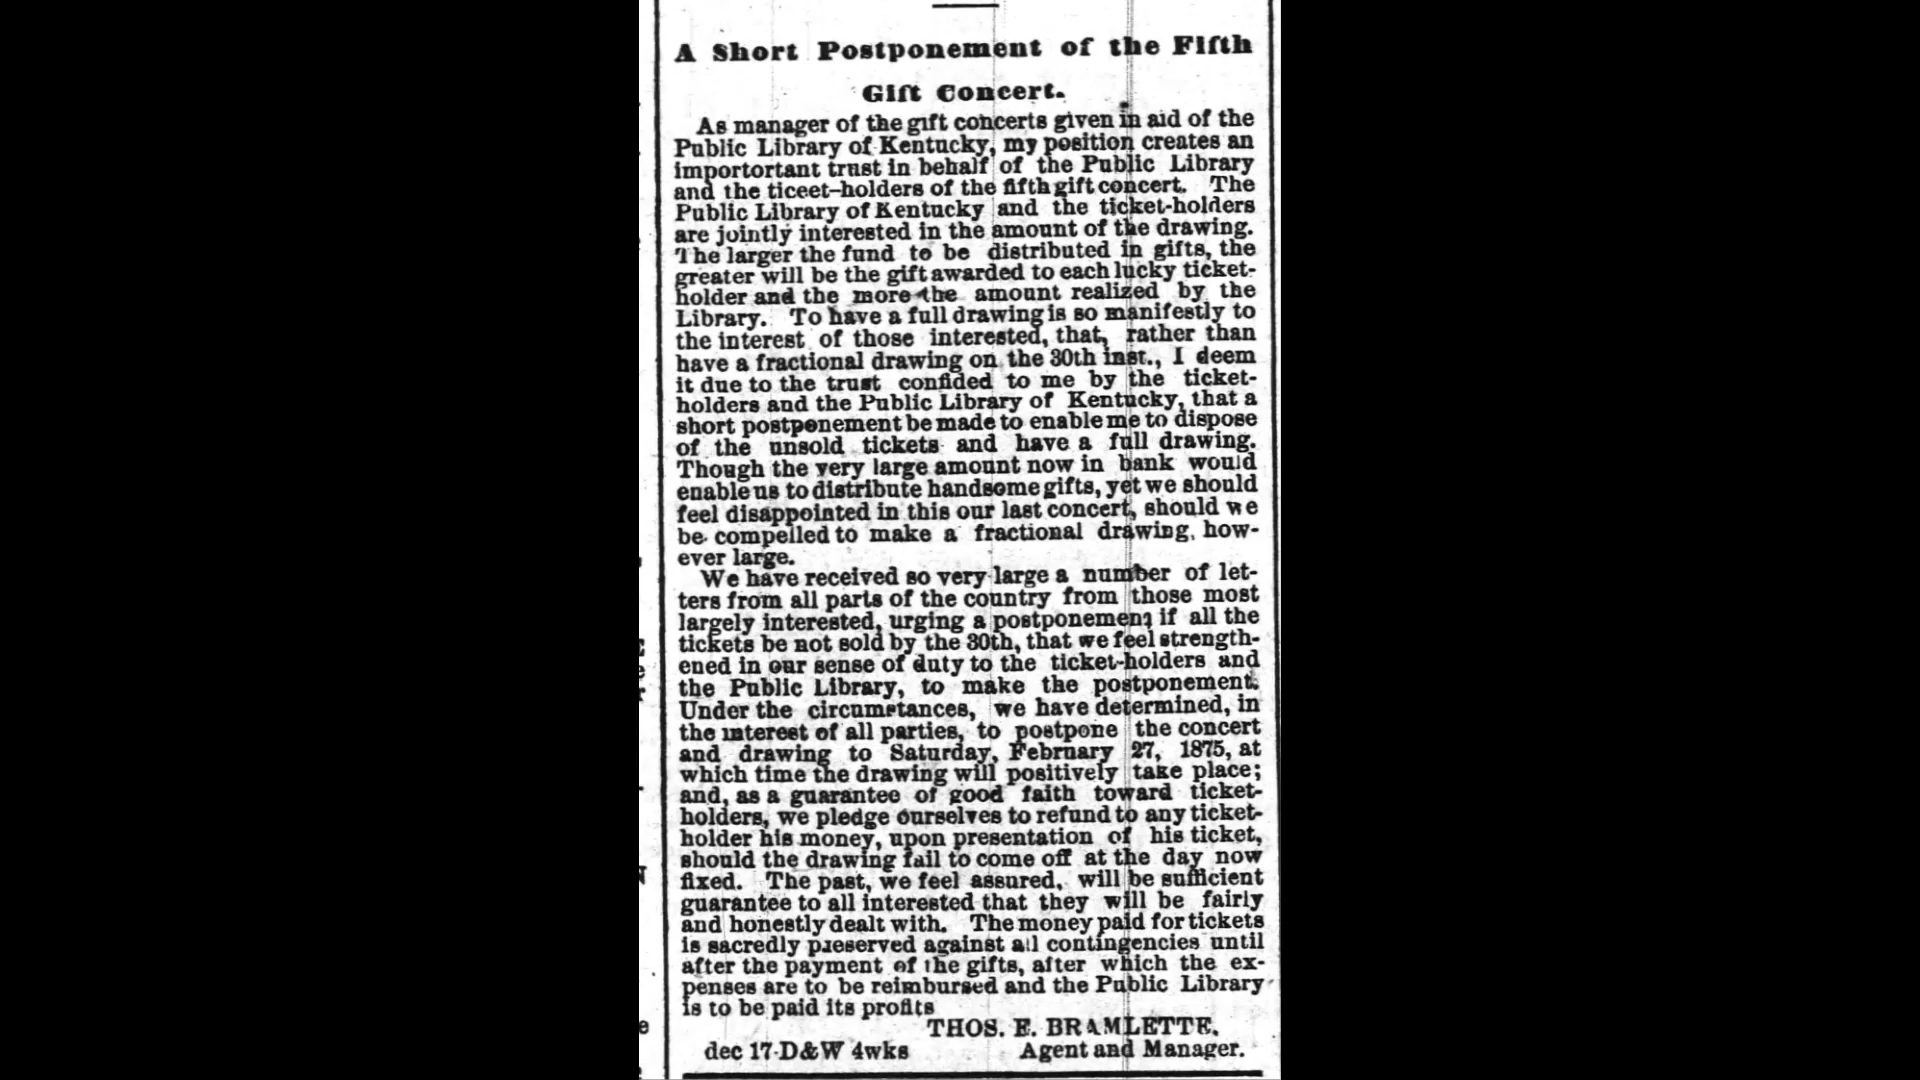 A Short Postponement of the Fifth
Gift Concert.
As manager of the gift concerts given in aid of the
Public Library of Kentucky, my position creates an
importortant trust in behalf of the Public Library
and the ticeet-holders of the fifth gift concert. The
Public Library of Kentucky and the ticket-holders
are jointly interested in the amount of the drawing.
The larger the fund to be distributed in gifts, the
greater will be the gift awarded to each lucky ticket-
holder and the more the amount realized by the
Library. To have a full drawing is so manifestly to
the interest of those interested, that, rather than
have a fractional drawing on the 30th inst., I deem
it due to the trust confided to me by the ticket-
holders and the Public Library of Kentucky, that a
short postponement be made to enable me to dispose
of the unsold tickets and have a full drawing.
Though the very large amount now in bank would
enable us to distribute handsome gifts, yet we should
feel disappointed in this our last concert, should we
be compelled to make a fractional drawing, how-
ever large.
We have received so very large a number of let-
ters from all parts of the country from those most
largely interested, urging a postponement if all the
tickets be not sold by the 30th, that we feel strength-
ened in our sense of duty to the ticket-holders and
the Public Library, to make the postponement.
Under the circumstances, we have determined, in
the interest of all parties, to postpone the concert
and drawing to Saturday, February 27, 1875, at
which time the drawing will positively take place;
and, as a guarantee of good faith toward ticket-
holders, we pledge ourselves to refund to any ticket-
holder his money, upon presentation of his ticket,
should the drawing fail to come off at the day now
fixed. The past, we feel assured, will be sufficient
guarantee to all interested that they will be fairly
and honestly dealt with. The money paid for tickets
is sacredly preserved against all contingencies until
after the payment of the gifts, after which the ex-
penses are to be reimbursed and the Public Library
is to be paid its profits
THOS. E. BRAMLETTE,
dec 17-D&W 4wks Agent and Manager.